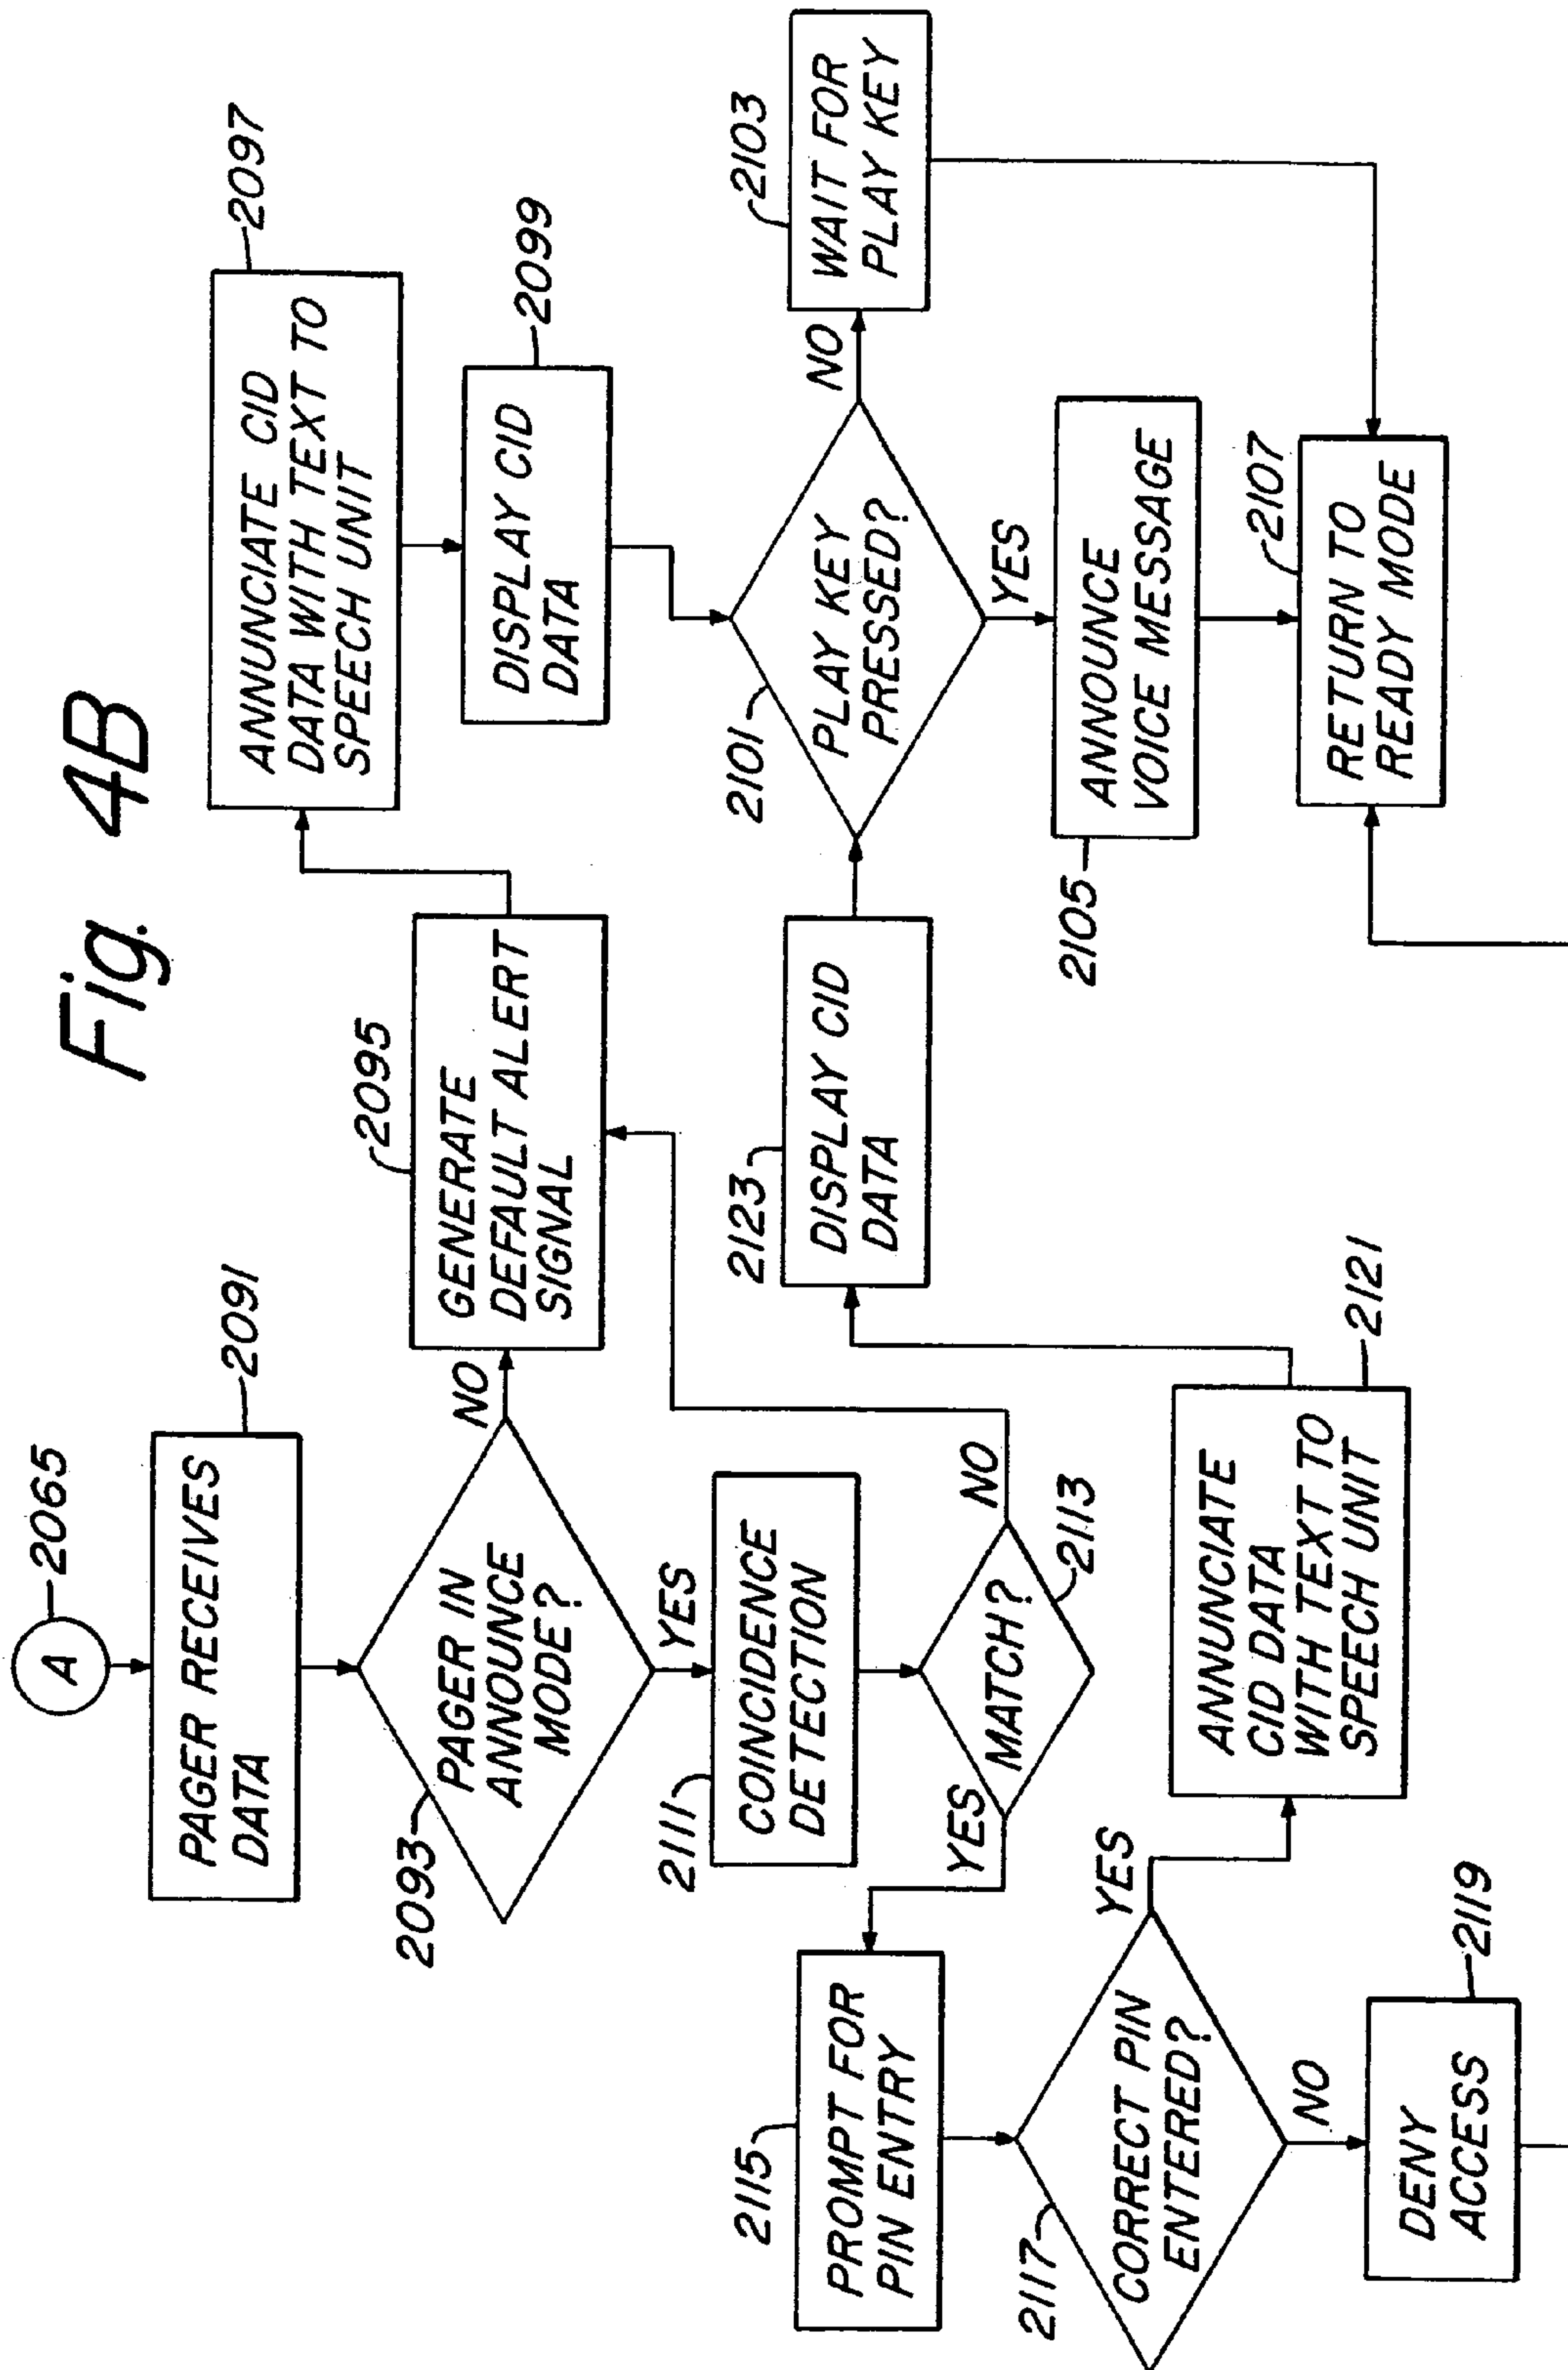 Fig. 4B
A
2065
PAGER RECEIVES
DATA
2091
PAGER IN
ANNOUNCE
MODE?
2093
NO
YES
GENERATE
DEFAULT ALERT
SIGNAL
2095
ANNUNCIATE CID
DATA WITH TEXT TO
SPEECH UNIT
2097
DISPLAY CID
DATA
2099
COINCIDENCE
DETECTION
2111
MATCH?
2113
NO
YES
PROMPT FOR
PIN ENTRY
2115
CORRECT PIN
ENTERED?
2117
YES
NO
DENY
ACCESS
2119
ANNUNCIATE
CID DATA
WITH TEXT TO
SPEECH UNIT
2121
DISPLAY CID
DATA
2123
PLAY KEY
PRESSED?
2101
NO
YES
WAIT FOR
PLAY KEY
2103
ANNOUNCE
VOICE MESSAGE
2105
RETURN TO
READY MODE
2107